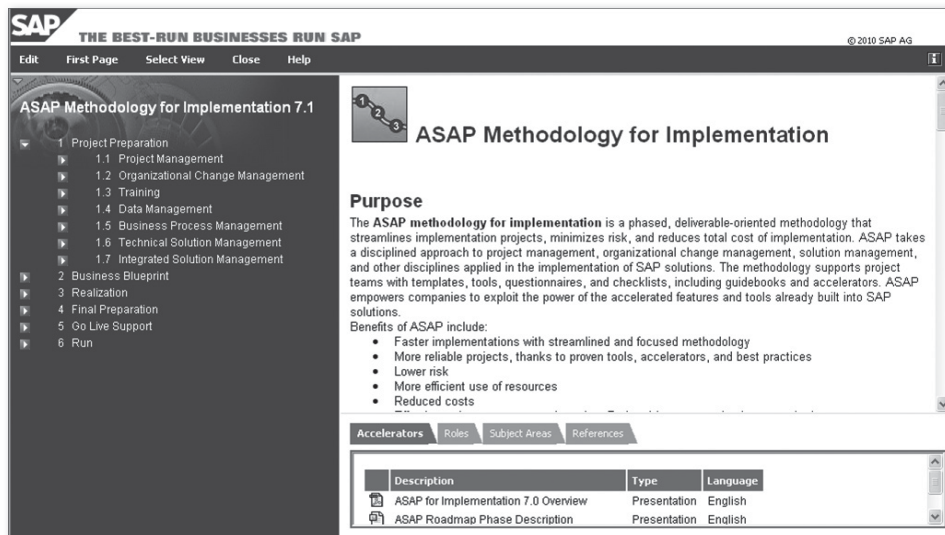 SAP
THE BEST-RUN BUSINESSES RUN SAP
© 2010 SAP AG
Edit First Page Select View Close Help
ASAP Methodology for Implementation 7.1
1 Project Preparation
1.1 Project Management
1.2 Organizational Change Management
1.3 Training
1.4 Data Management
1.5 Business Process Management
1.6 Technical Solution Management
1.7 Integrated Solution Management
2 Business Blueprint
3 Realization
4 Final Preparation
5 Go Live Support
6 Run
1 2 3
ASAP Methodology for Implementation
Purpose
The ASAP methodology for implementation is a phased, deliverable-oriented methodology that
streamlines implementation projects, minimizes risk, and reduces total cost of implementation. ASAP takes
a disciplined approach to project management, organizational change management, solution management,
and other disciplines applied in the implementation of SAP solutions. The methodology supports project
teams with templates, tools, questionnaires, and checklists, including guidebooks and accelerators. ASAP
empowers companies to exploit the power of the accelerated features and tools already built into SAP
solutions.
Benefits of ASAP include:
• Faster implementations with streamlined and focused methodology
• More reliable projects, thanks to proven tools, accelerators, and best practices
• Lower risk
• More efficient use of resources
• Reduced costs
Accelerators Roles Subject Areas References
Description Type Language
ASAP for Implementation 7.0 Overview Presentation English
ASAP Roadmap Phase Description Presentation English